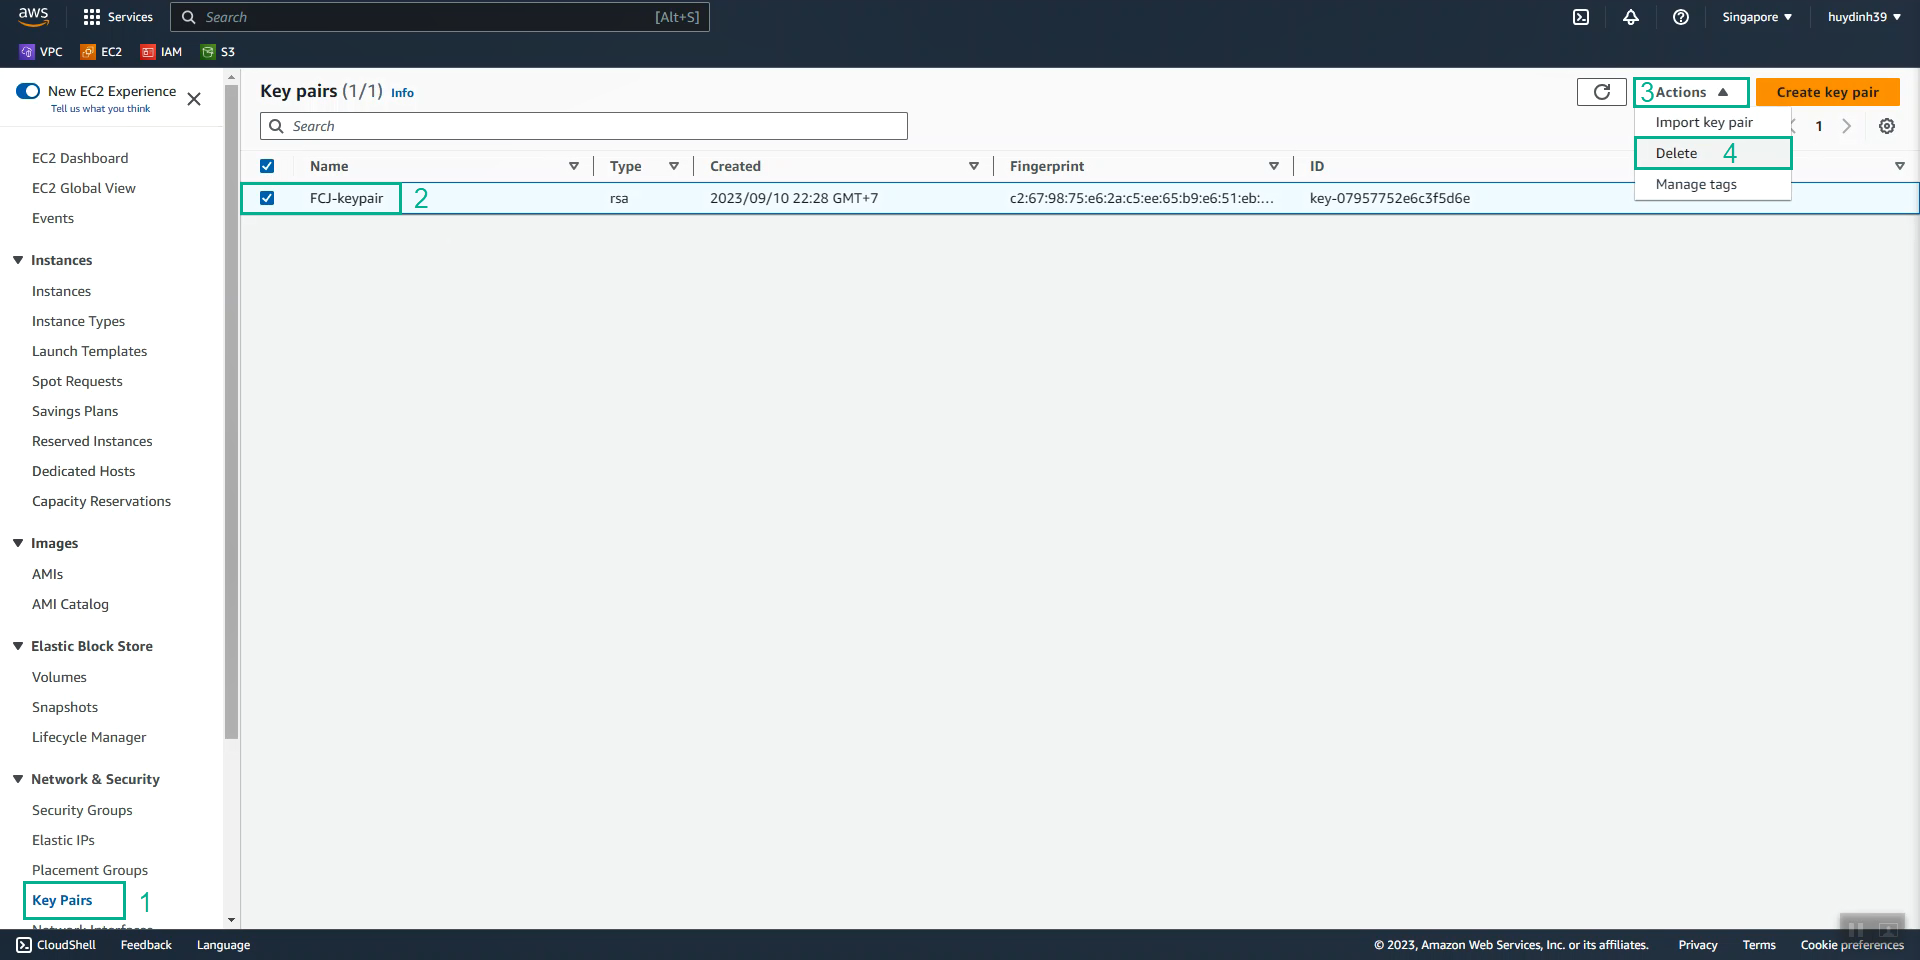 aws
Services
Search
[Alt+S]
Singapore
huydinh39
VPC
EC2
IAM
S3
New EC2 Experience
Tell us what you think
EC2 Dashboard
EC2 Global View
Events
Instances
Instances
Instance Types
Launch Templates
Spot Requests
Savings Plans
Reserved Instances
Dedicated Hosts
Capacity Reservations
Images
AMIs
AMI Catalog
Elastic Block Store
Volumes
Snapshots
Lifecycle Manager
Network & Security
Security Groups
Elastic IPs
Placement Groups
Key Pairs
1
Network Interfaces
Key pairs (1/1) Info
3 Actions
Create key pair
Search
Import key pair
1
Delete 4
Manage tags
Name
Type
Created
Fingerprint
ID
FCJ-keypair
2
rsa
2023/09/10 22:28 GMT+7
c2:67:98:75:e6:2a:c5:ee:65:b9:e6:51:eb:...
key-07957752e6c3f5d6e
CloudShell
Feedback
Language
© 2023, Amazon Web Services, Inc. or its affiliates.
Privacy
Terms
Cookie preferences